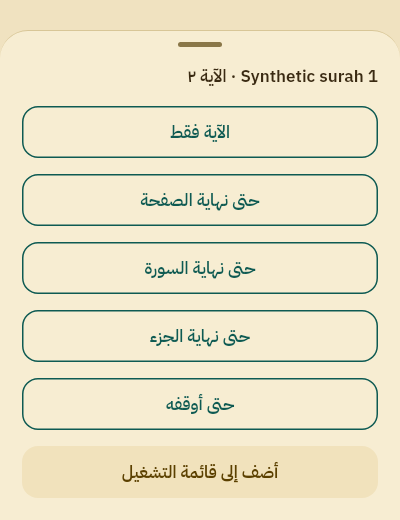 Synthetic surah 1 · الآية ٢
الآية فقط
حتى نهاية الصفحة
حتى نهاية السورة
حتى نهاية الجزء
حتى أوقفه
أضف إلى قائمة التشغيل